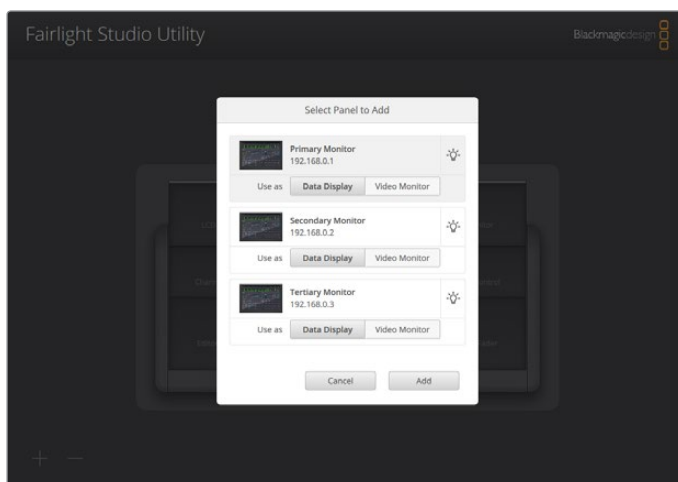 Fairlight Studio Utility
Blackmagicdesign
Select Panel to Add
Primary Monitor
192.168.0.1
Use as Data Display Video Monitor
Secondary Monitor
192.168.0.2
Use as Data Display Video Monitor
Tertiary Monitor
192.168.0.3
Use as Data Display Video Monitor
Cancel Add